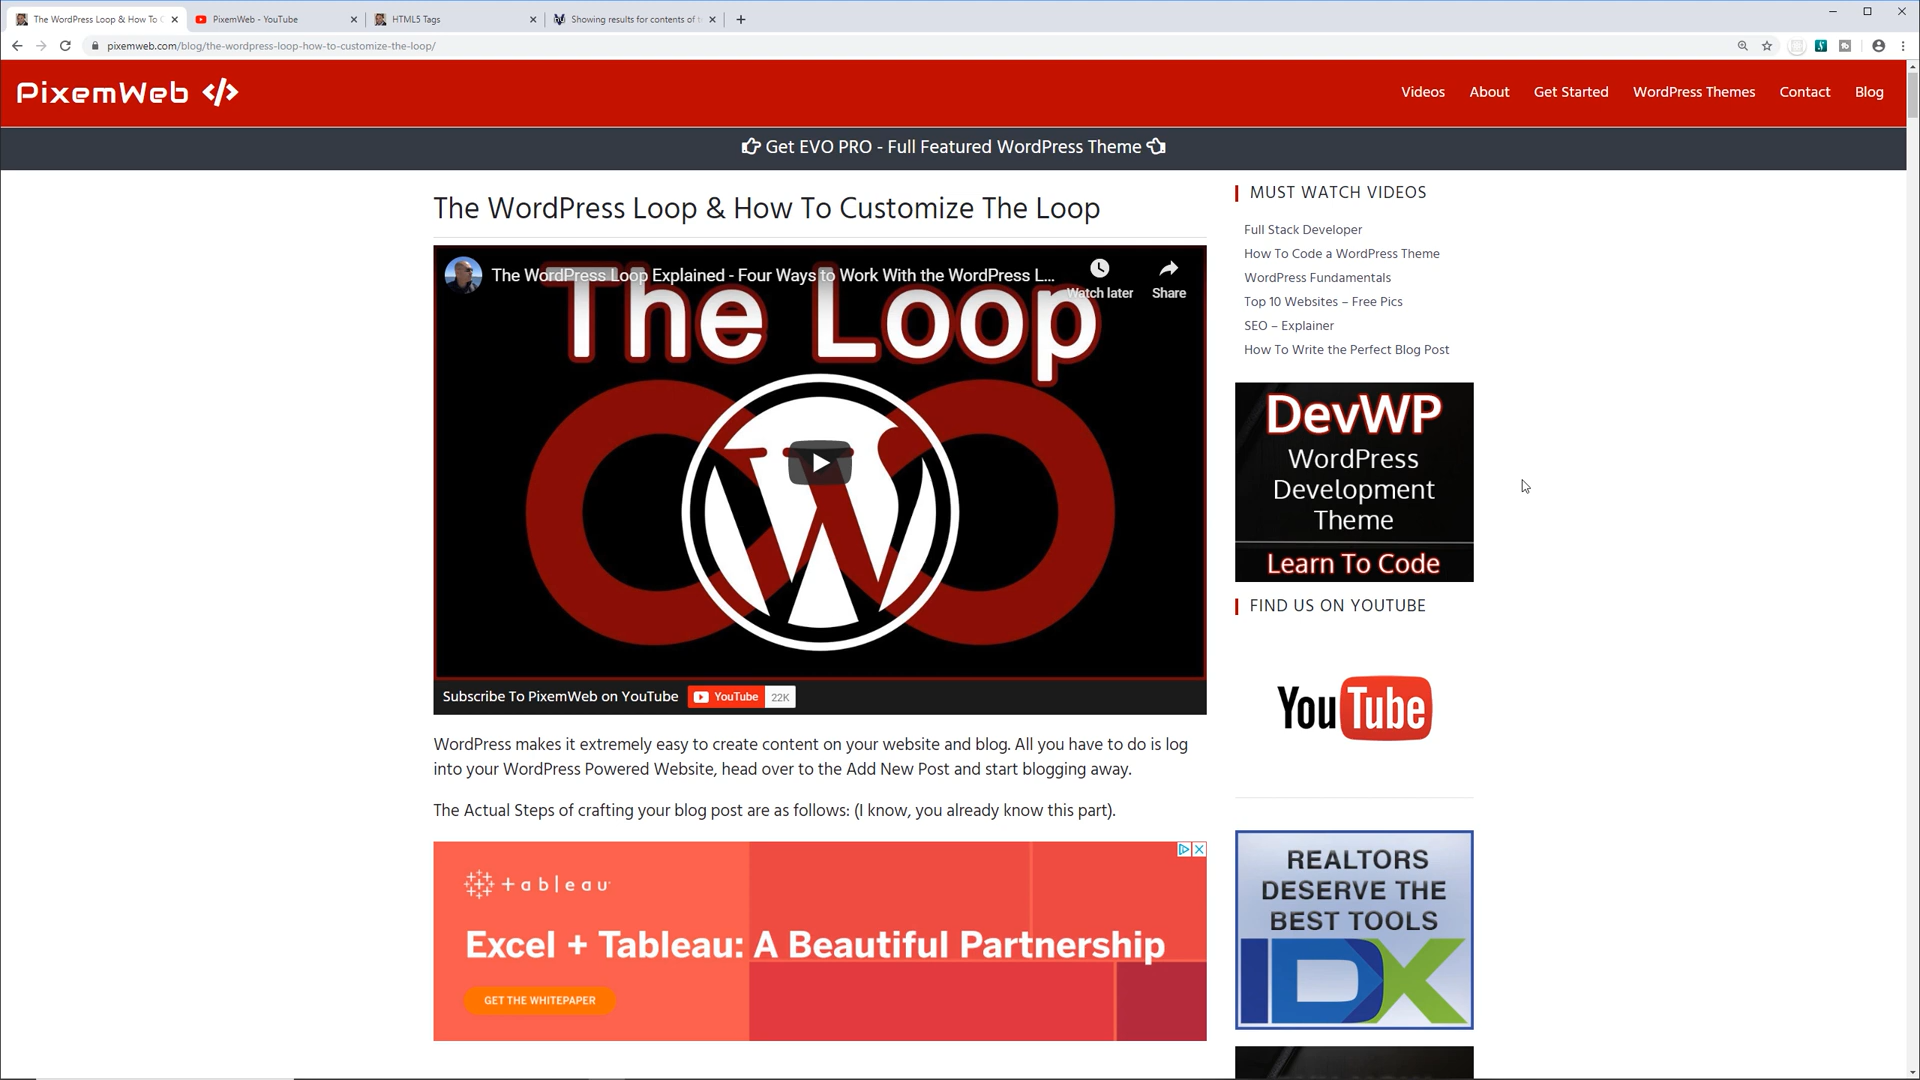 The WordPress Loop & How To C
PixemWeb - YouTube
HTML5 Tags
Showing results for contents of
pixemweb.com/blog/the-wordpress-loop-how-to-customize-the-loop/
PixemWeb </>
Videos
About
Get Started
WordPress Themes
Contact
Blog
Get EVO PRO - Full Featured WordPress Theme
The WordPress Loop & How To Customize The Loop
The WordPress Loop Explained - Four Ways to Work With the WordPress L...
Watch later
Share
The Loop
Subscribe To PixemWeb on YouTube
YouTube
22K
WordPress makes it extremely easy to create content on your website and blog. All you have to do is log
into your WordPress Powered Website, head over to the Add New Post and start blogging away.
The Actual Steps of crafting your blog post are as follows: (I know, you already know this part).
+ableau
Excel + Tableau: A Beautiful Partnership
GET THE WHITEPAPER
MUST WATCH VIDEOS
Full Stack Developer
How To Code a WordPress Theme
WordPress Fundamentals
Top 10 Websites – Free Pics
SEO – Explainer
How To Write the Perfect Blog Post
DevWP
WordPress
Development
Theme
Learn To Code
FIND US ON YOUTUBE
YouTube
REALTORS
DESERVE THE
BEST TOOLS
IDX